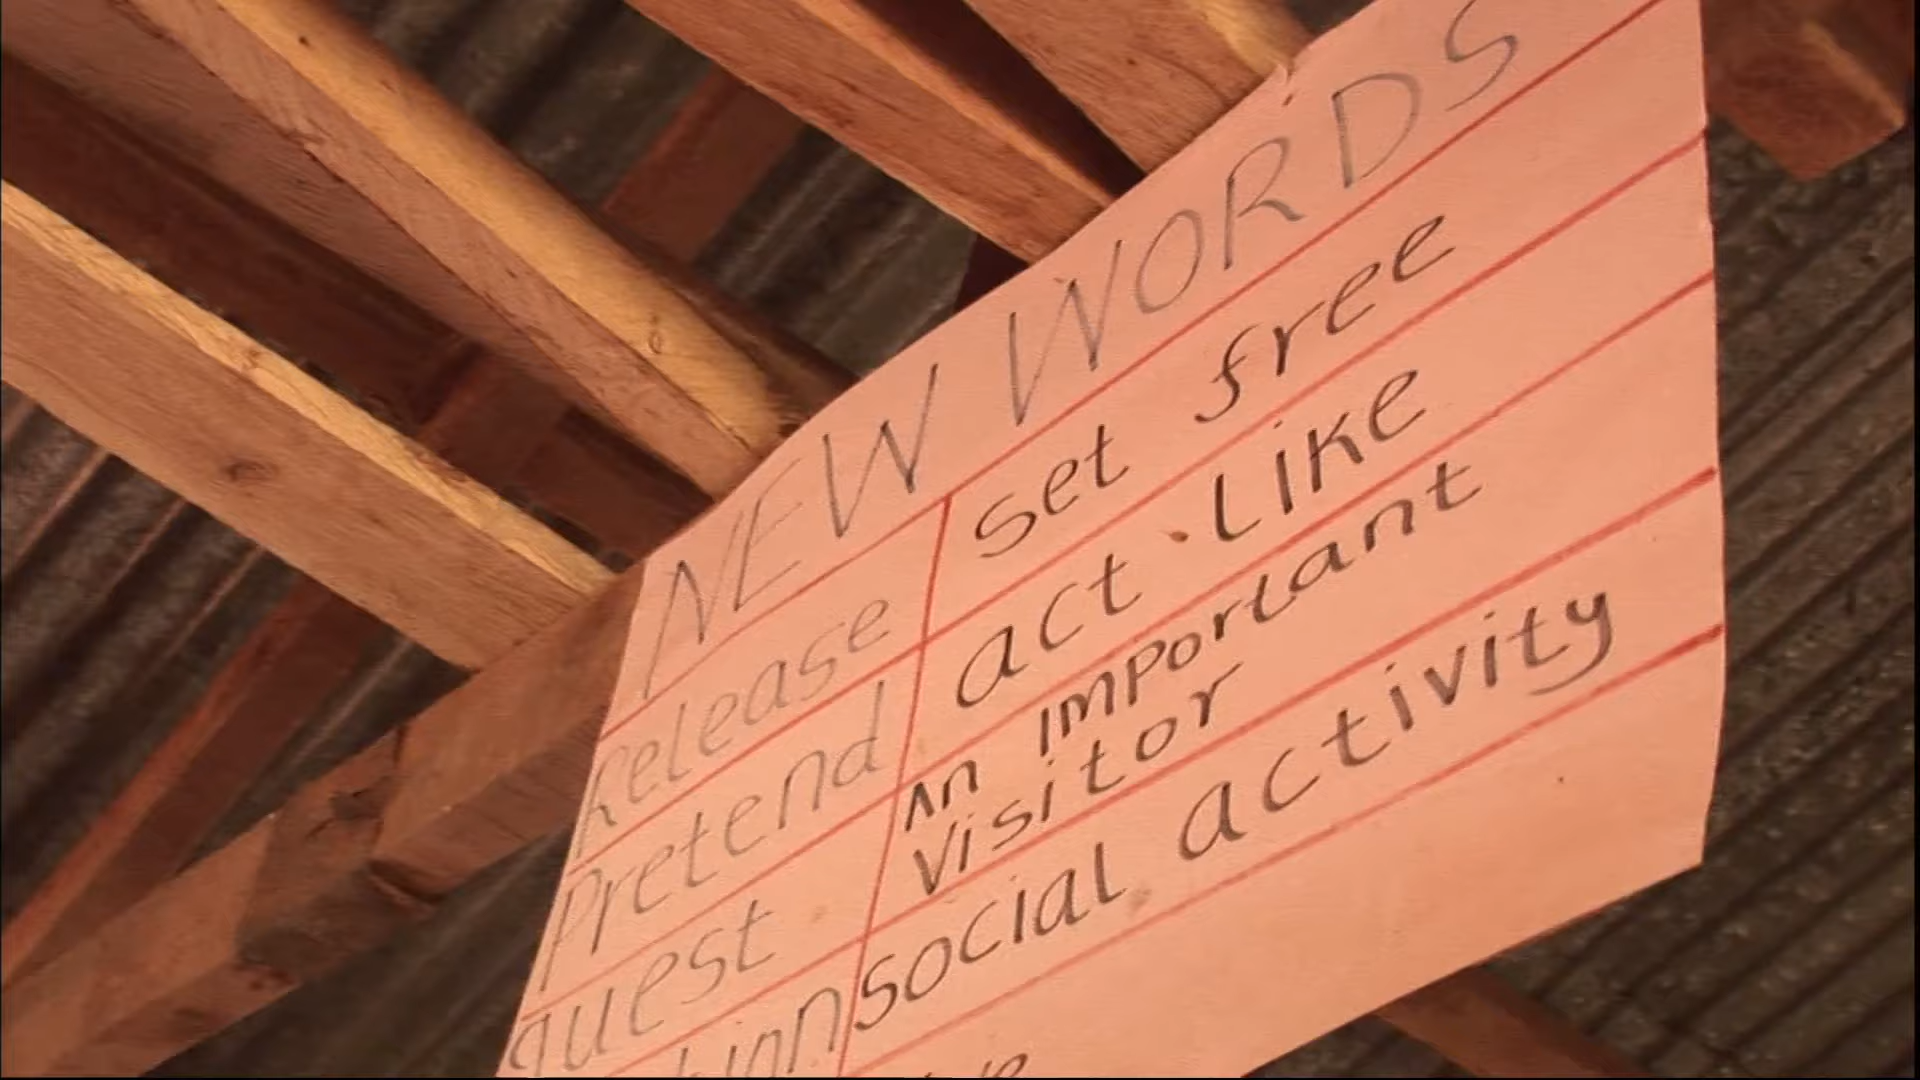 NEW WORDS
Release set free
Pretend act like
guest An important
visitor
social activity